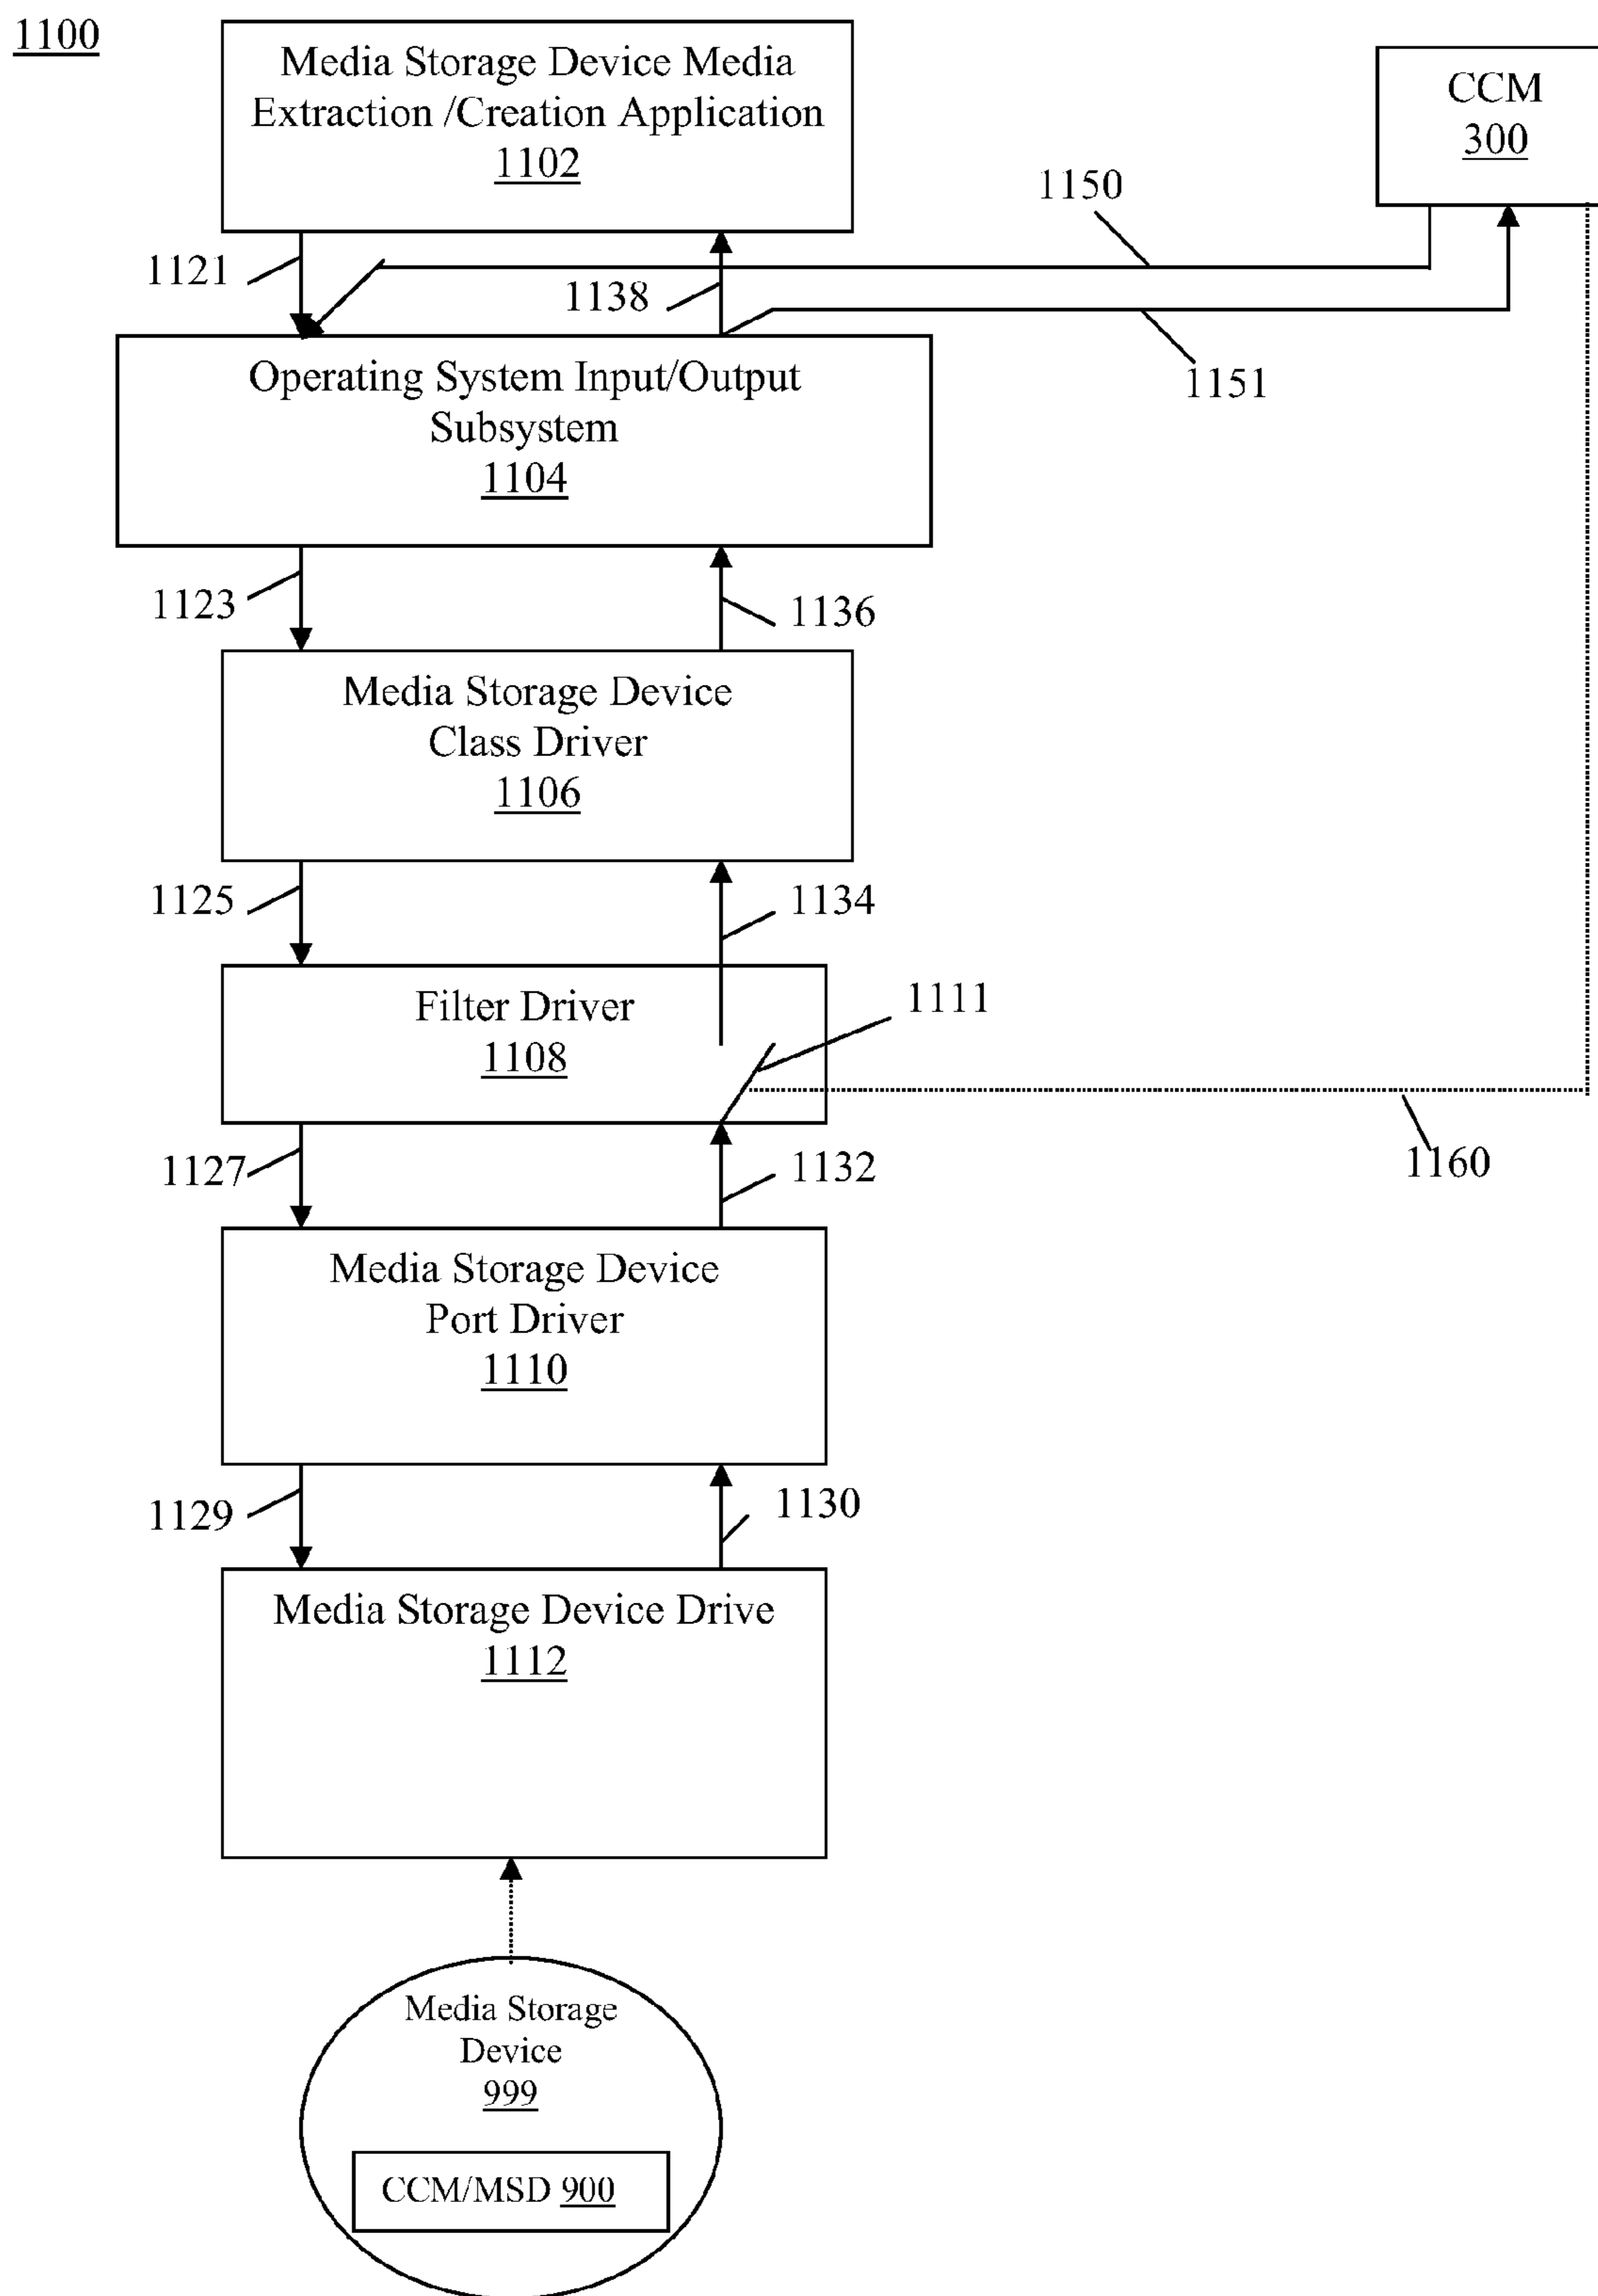 1100
Media Storage Device Media
Extraction /Creation Application
1102
CCM
300
1150
1121
1138
1151
Operating System Input/Output
Subsystem
1104
1123
1136
Media Storage Device
Class Driver
1106
1125
1134
Filter Driver
1108
1111
1127
1132
1160
Media Storage Device
Port Driver
1110
1129
1130
Media Storage Device Drive
1112
Media Storage
Device
999
CCM/MSD 900